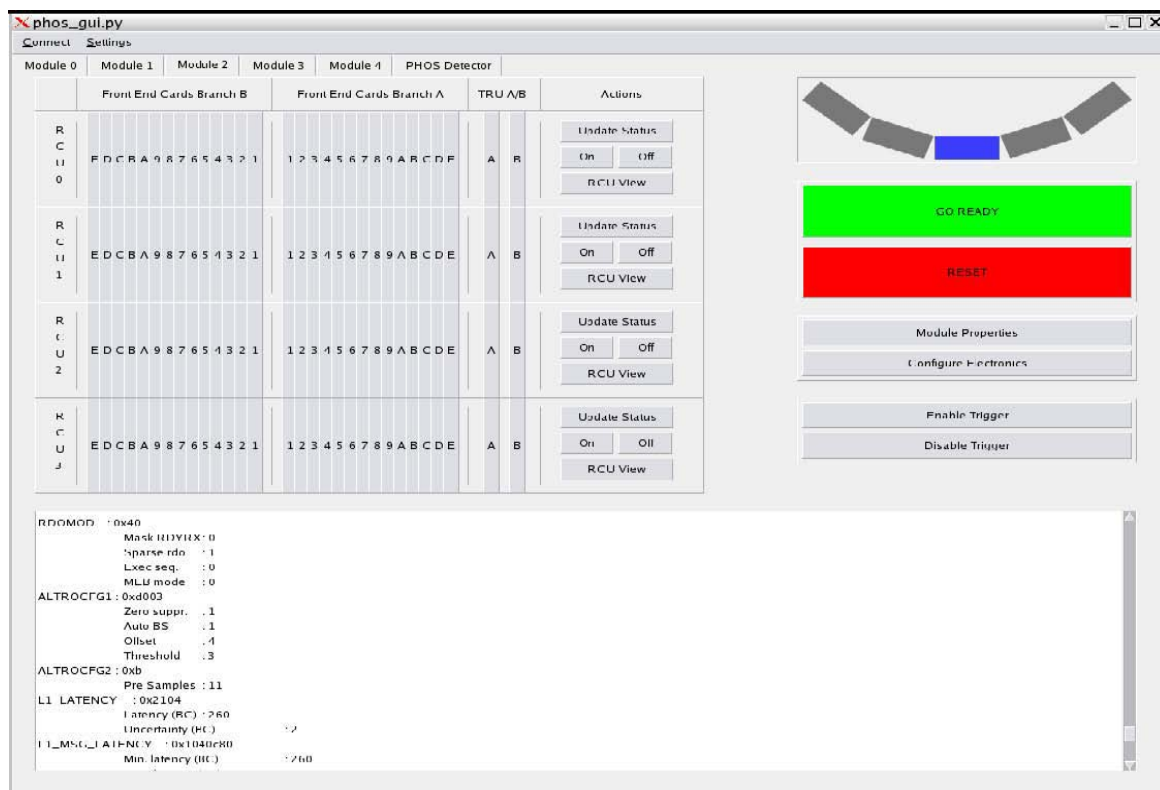 phos_gui.py
Connect Settings
Module 0 Module 1 Module 2 Module 3 Module 4 PHOS Detector
Front End Cards Branch B Front End Cards Branch A TRU A/B Actions
R C U 0
E D C B A 9 8 7 6 5 4 3 2 1 1 2 3 4 5 6 7 8 9 A B C D E A B
Update Status
On Off
RCU View
R C U 1
E D C B A 9 8 7 6 5 4 3 2 1 1 2 3 4 5 6 7 8 9 A B C D E A B
Update Status
On Off
RCU View
R C U 2
E D C B A 9 8 7 6 5 4 3 2 1 1 2 3 4 5 6 7 8 9 A B C D E A B
Update Status
On Off
RCU View
R C U 3
E D C B A 9 8 7 6 5 4 3 2 1 1 2 3 4 5 6 7 8 9 A B C D E A B
Update Status
On Off
RCU View
GO READY
RESET
Module Properties
Configure Electronics
Enable Trigger
Disable Trigger
RDOMOD : 0x40
Mask RDYRX : 0
Sparse rdo : 1
Exec seq. : 0
MEB mode : 0
ALTROCFG1 : 0xd003
Zero suppr. : 1
Auto BS : 1
Offset : 4
Threshold : 3
ALTROCFG2 : 0xb
Pre Samples : 11
L1_LATENCY : 0x2104
Latency (BC) : 260
Uncertainty (BC) : 2
L1_MSG_LATENCY : 0x1040c80
Min. latency (BC) : 260